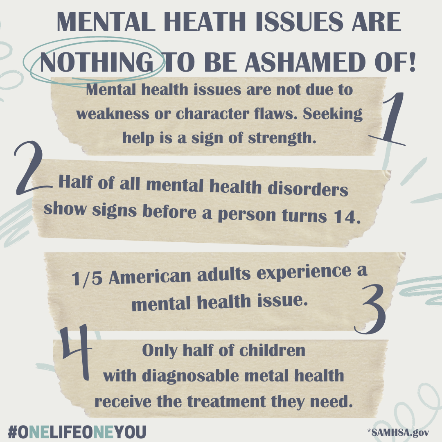 MENTAL HEATH ISSUES ARE
NOTHING TO BE ASHAMED OF!
Mental health issues are not due to
weakness or character flaws. Seeking
help is a sign of strength.
1
2
Half of all mental health disorders
show signs before a person turns 14.
1/5 American adults experience a
mental health issue.
3
4
Only half of children
with diagnosable metal health
receive the treatment they need.
#ONELIFEONEYOU
*SAMHSA.gov